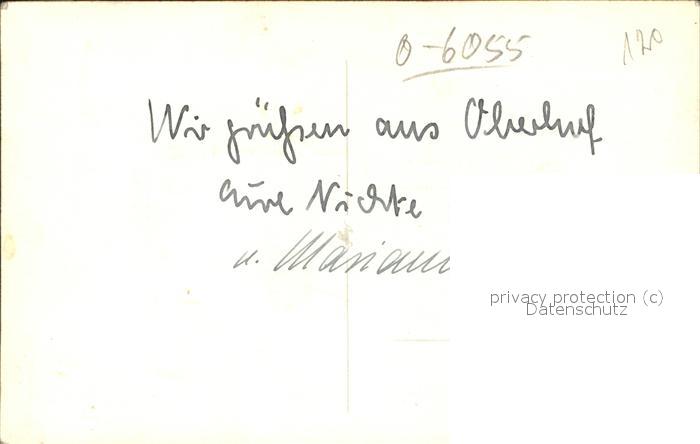 0-6055
120
Wir grüßen aus Oberhof
Eure Nichte
u. Mariann
privacy protection (c)
Datenschutz